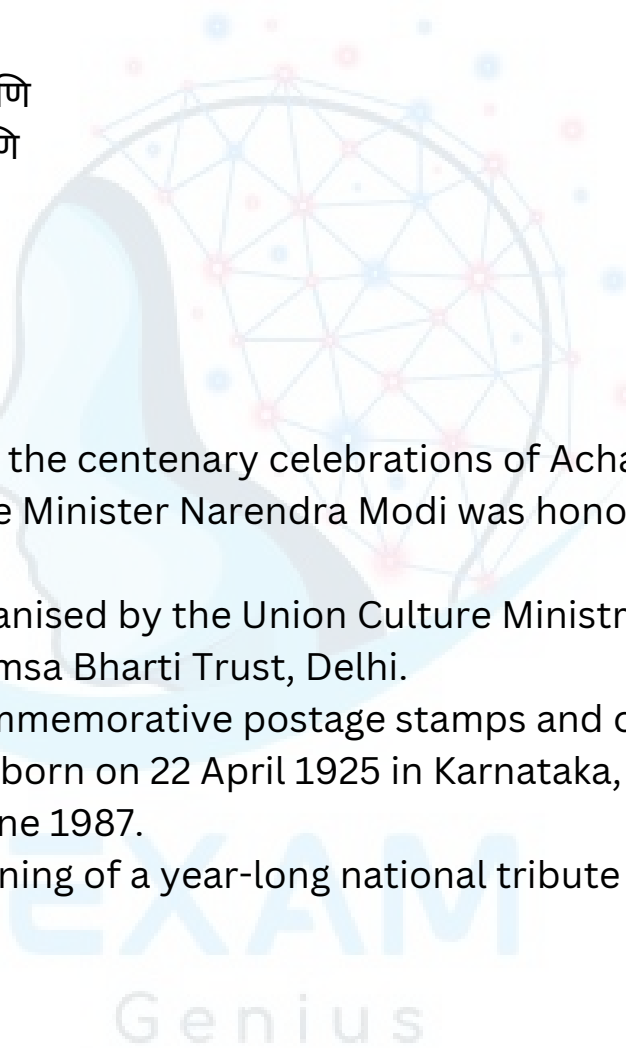 णि
णि
the centenary celebrations of Acha
e Minister Narendra Modi was hono
anised by the Union Culture Ministr
msa Bharti Trust, Delhi.
mmemorative postage stamps and c
born on 22 April 1925 in Karnataka,
ne 1987.
ning of a year-long national tribute
EXAM
Genius